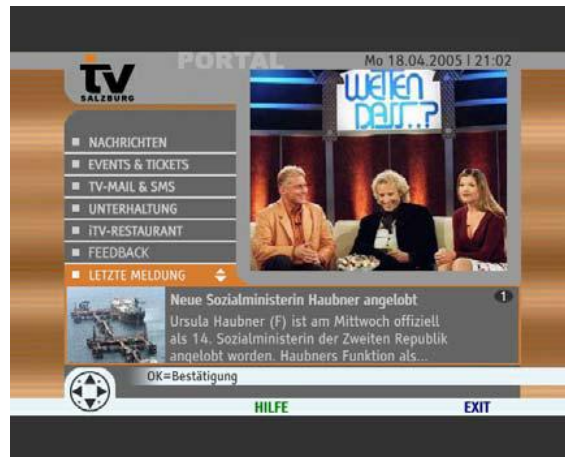 PORTAL
Mo 18.04.2005 | 21:02
tv
SALZBURG
WETTEN
DASS..?
NACHRICHTEN
EVENTS & TICKETS
TV-MAIL & SMS
UNTERHALTUNG
iTV-RESTAURANT
FEEDBACK
LETZTE MELDUNG
Neue Sozialministerin Haubner angelobt
1
Ursula Haubner (F) ist am Mittwoch offiziell
als 14. Sozialministerin der Zweiten Republik
angelobt worden. Haubners Funktion als...
OK=Bestätigung
HILFE
EXIT